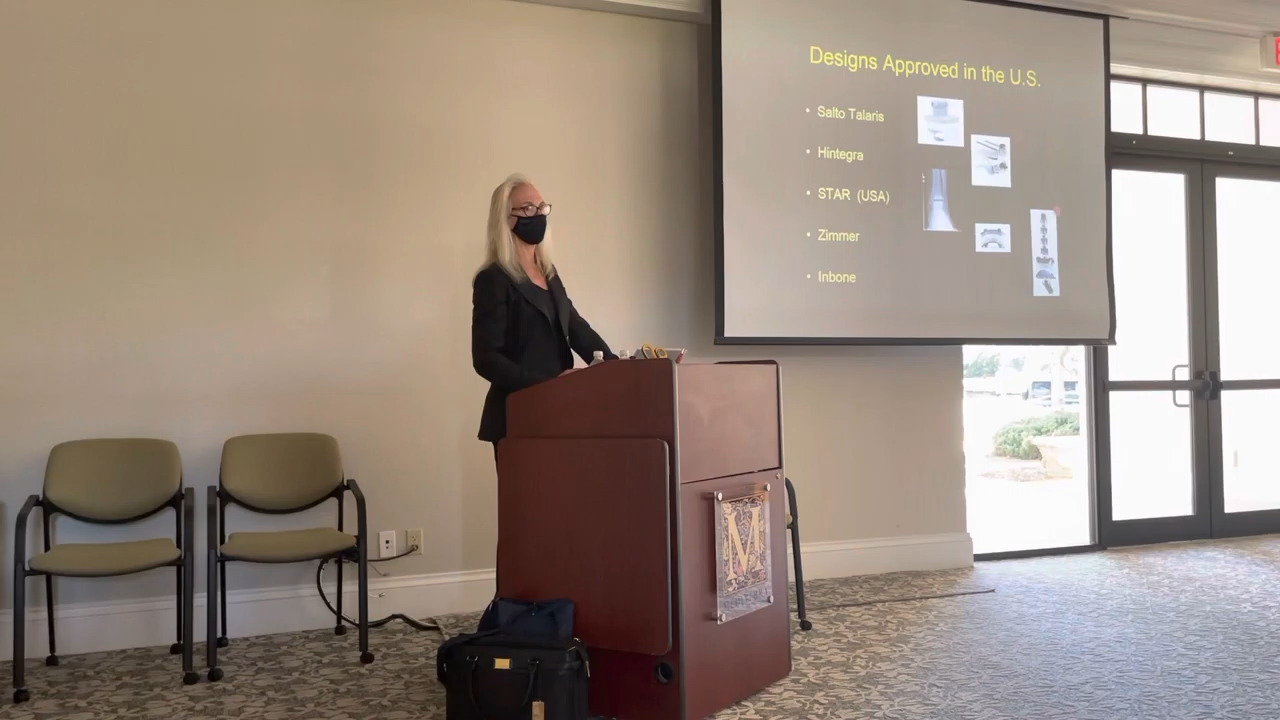 Designs Approved in the U.S.
• Salto Talaris
• Hintegra
• STAR (USA)
• Zimmer
• Inbone
M